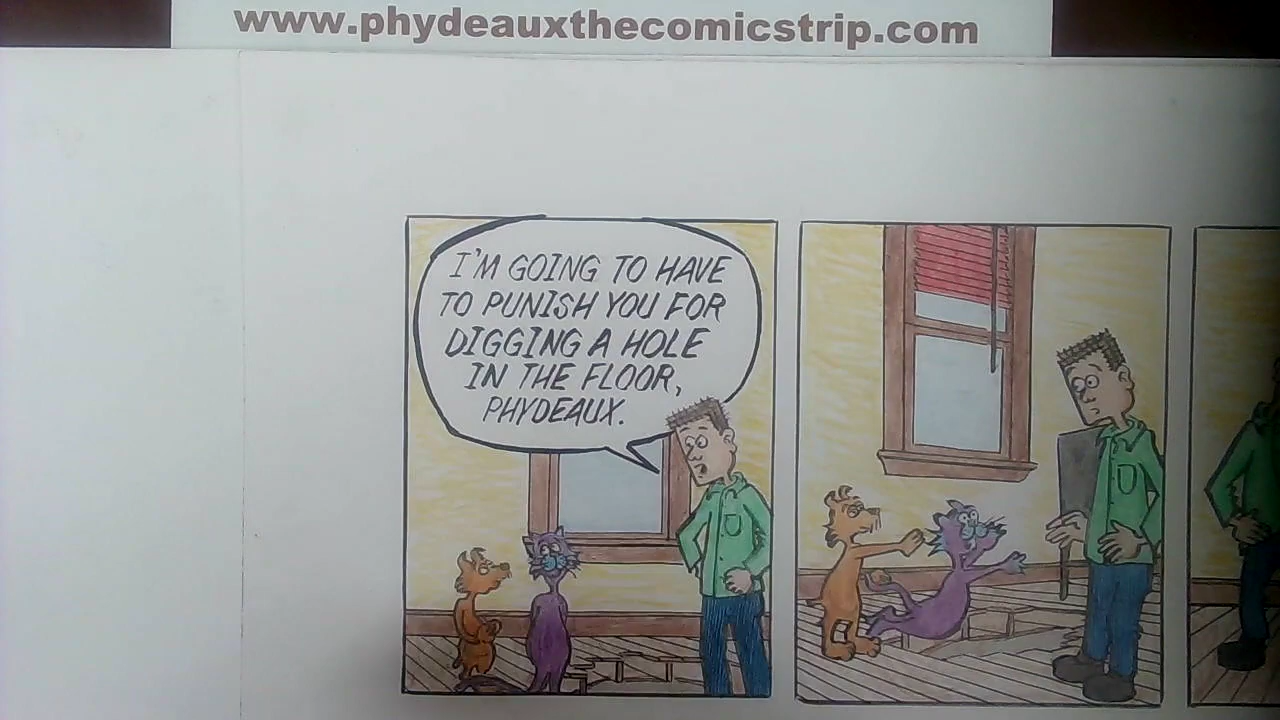 www.phydeauxthecomicstrip.com
I'M GOING TO HAVE
TO PUNISH YOU FOR
DIGGING A HOLE
IN THE FLOOR,
PHYDEAUX.